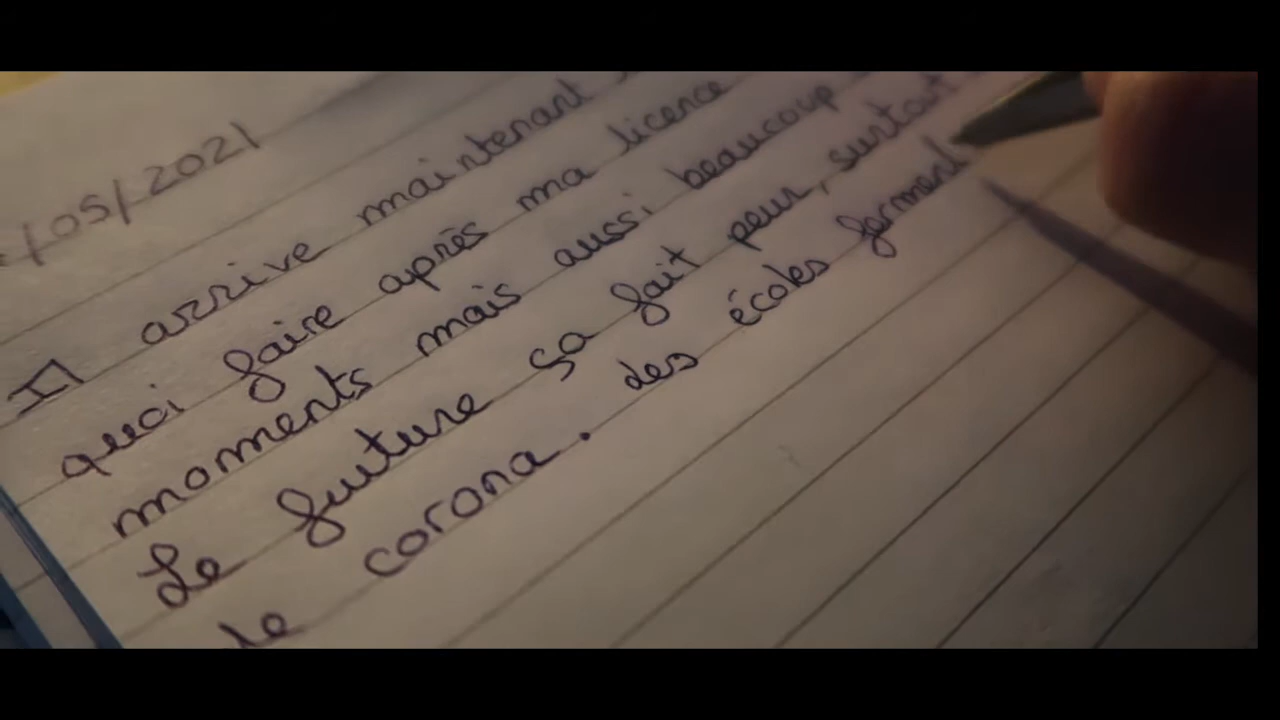 /05/2021
Il arrive maintenant
quoi faire après ma licence
moments mais aussi beaucoup
Le future ça fait peur, surtout
le corona. des écoles ferment